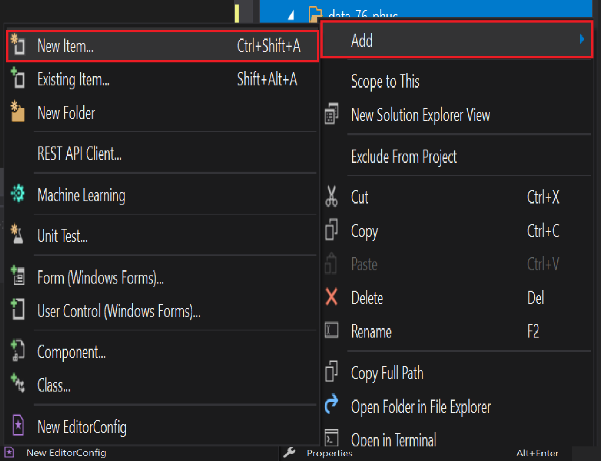 data_76_phuc
Add
New Item... Ctrl+Shift+A
Existing Item... Shift+Alt+A
New Folder
REST API Client...
Machine Learning
Unit Test...
Form (Windows Forms)...
User Control (Windows Forms)...
Component...
Class...
New EditorConfig
New EditorConfig
Scope to This
New Solution Explorer View
Exclude From Project
Cut Ctrl+X
Copy Ctrl+C
Paste Ctrl+V
Delete Del
Rename F2
Copy Full Path
Open Folder in File Explorer
Open in Terminal
Properties Alt+Enter